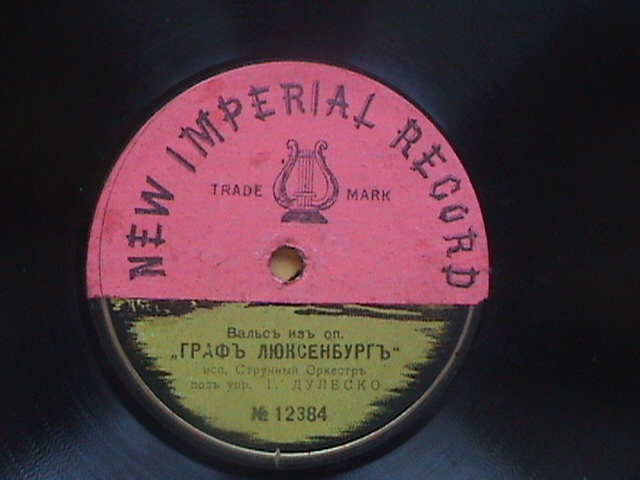 NEW IMPERIAL RECORD
TRADE MARK
Вальсъ изъ оп.
„ГРАФЪ ЛЮКСЕНБУРГЪ“
исп. Струнный Оркестръ
подъ упр. Г. ДУЛЕСКО
№ 12384